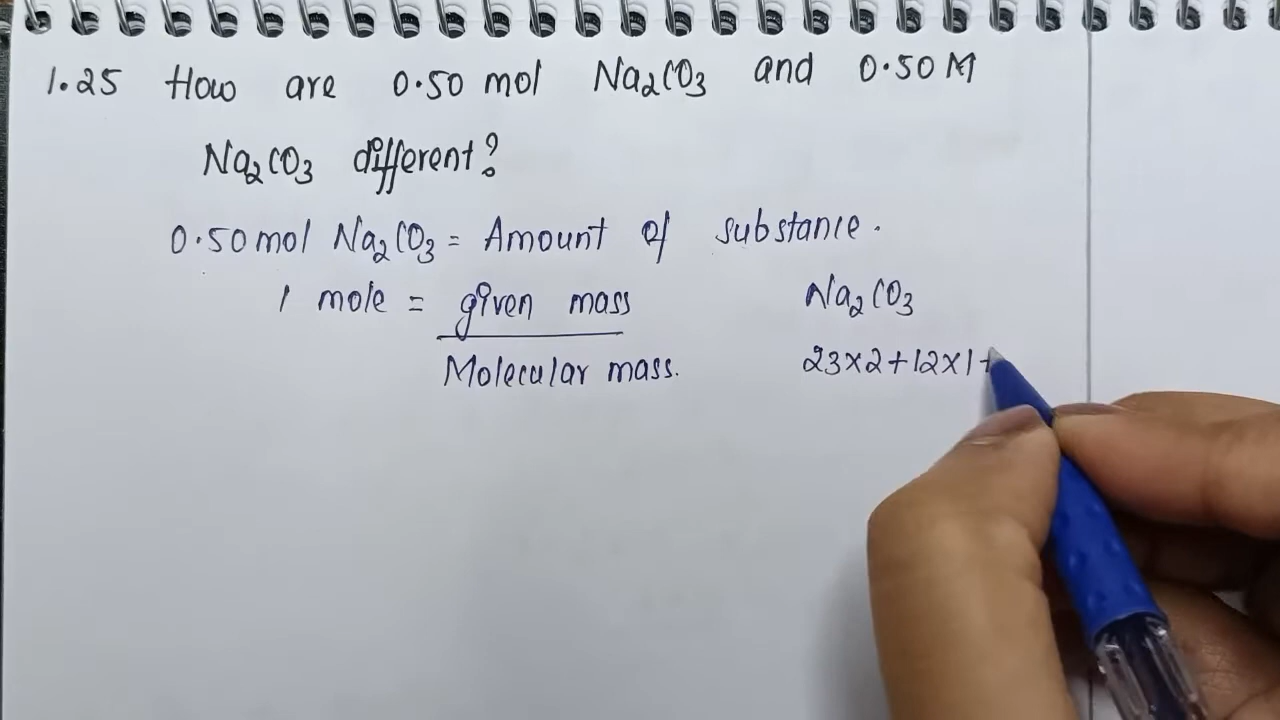 1.25 How are 0.50 mol Na₂CO₃ and 0.50 M
Na₂CO₃ different?
0.50 mol Na₂CO₃ = Amount of substance.
1 mole = given mass
Molecular mass.
Na₂CO₃
23×2+12×1+